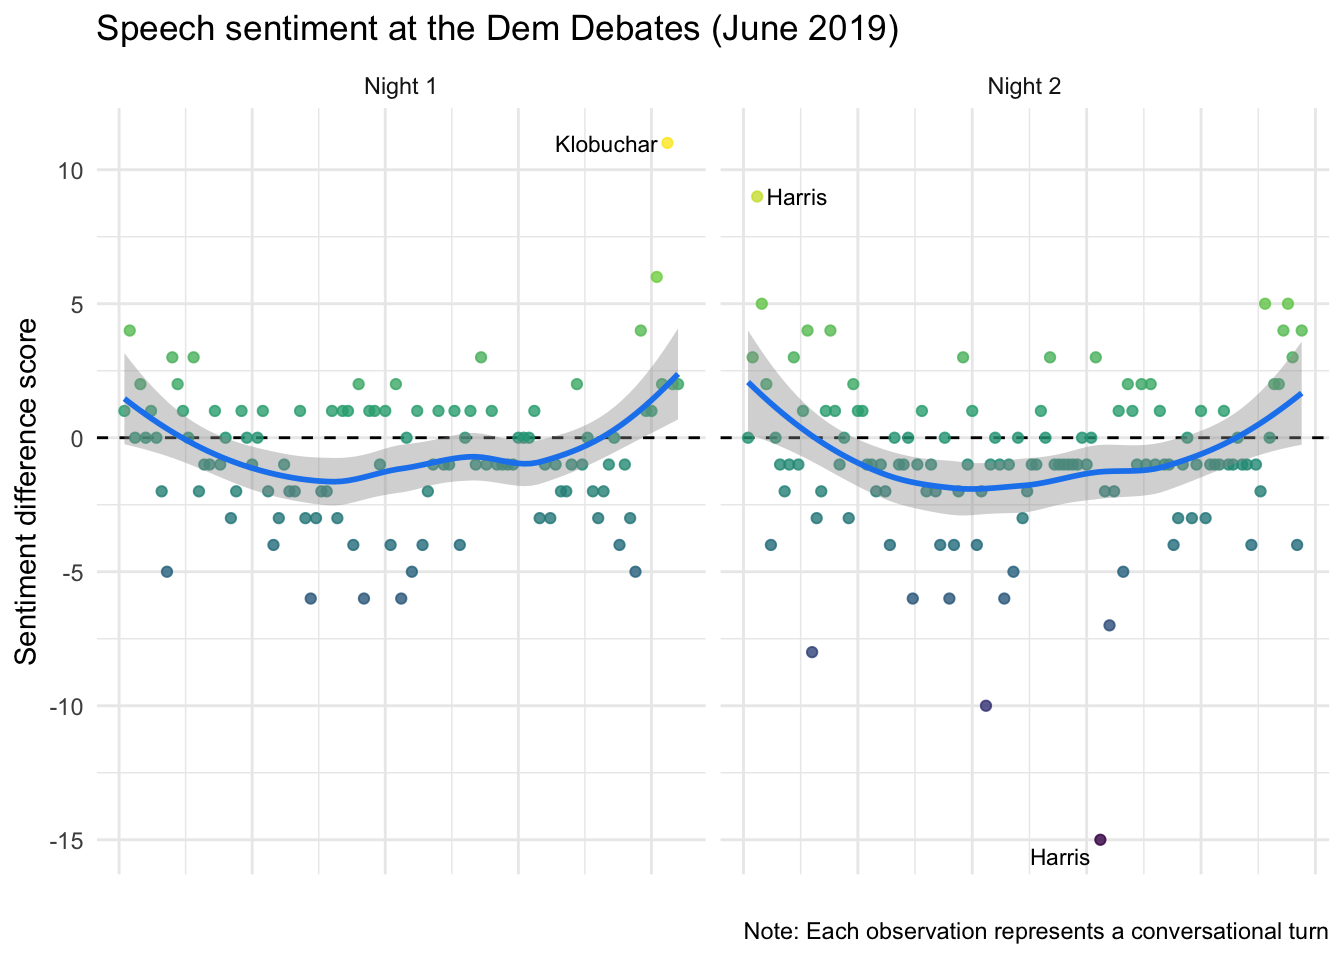 Speech sentiment at the Dem Debates (June 2019)
Night 1
Night 2
Sentiment difference score
10
5
0
-5
-10
-15
Klobuchar
Harris
Harris
Note: Each observation represents a conversational turn